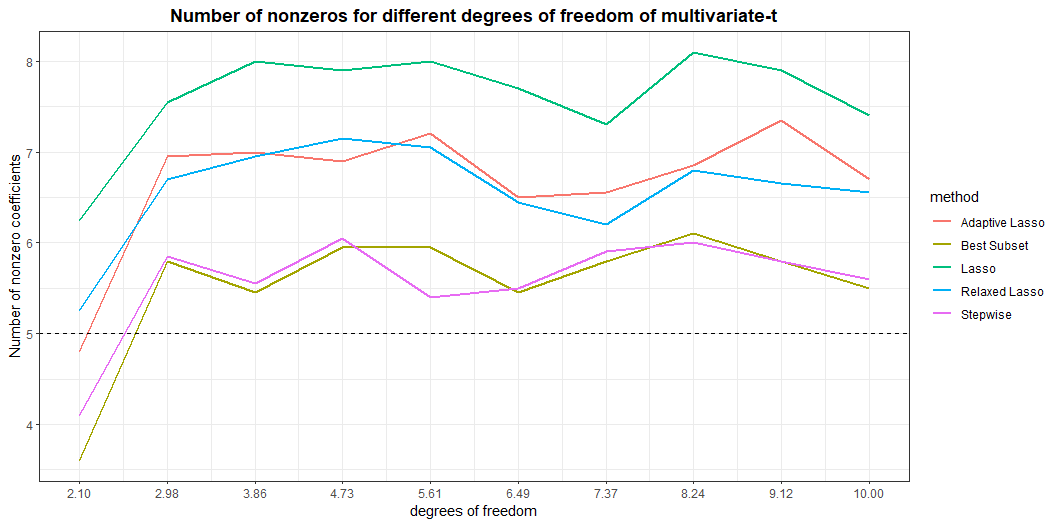 Number of nonzeros for different degrees of freedom of multivariate-t
Number of nonzero coefficients
8
7
6
5
4
2.10 2.98 3.86 4.73 5.61 6.49 7.37 8.24 9.12 10.00
degrees of freedom
method
Adaptive Lasso
Best Subset
Lasso
Relaxed Lasso
Stepwise